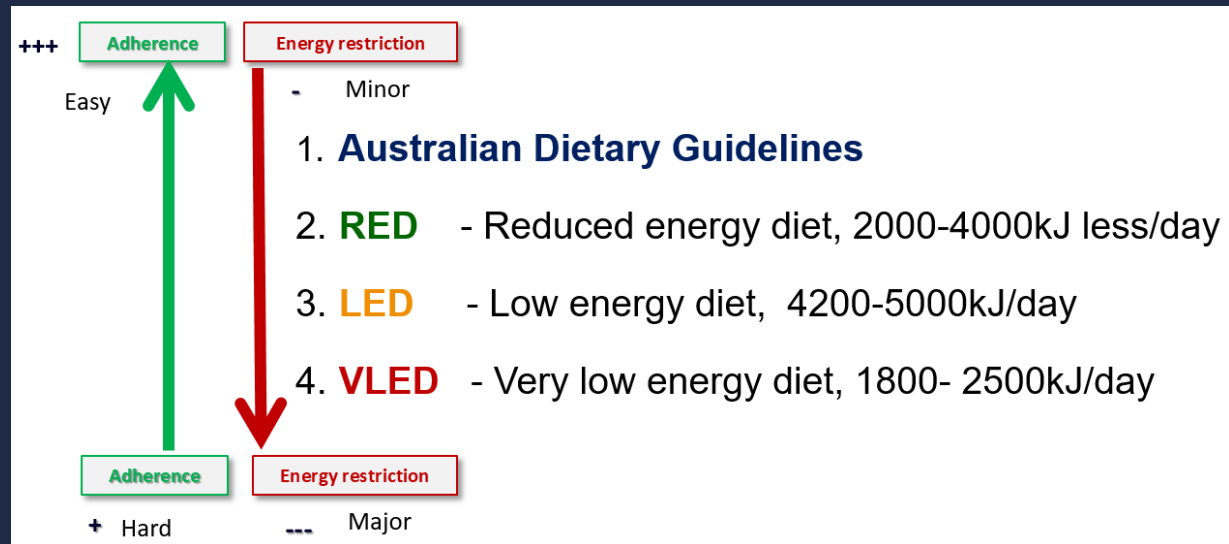 +++ Adherence Energy restriction
Easy - Minor
1. Australian Dietary Guidelines
2. RED - Reduced energy diet, 2000-4000kJ less/day
3. LED - Low energy diet, 4200-5000kJ/day
4. VLED - Very low energy diet, 1800- 2500kJ/day
Adherence Energy restriction
+ Hard --- Major